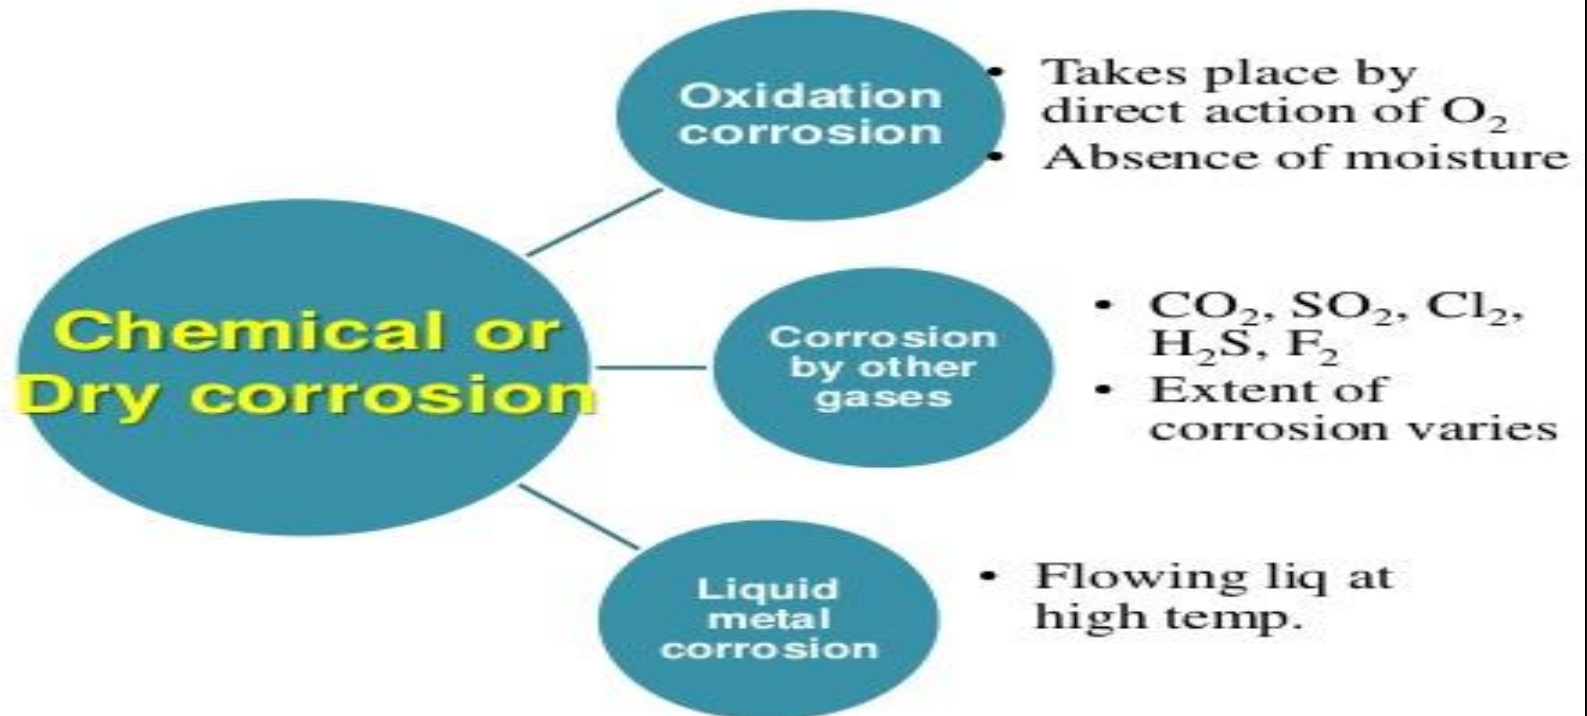 Chemical or
Dry corrosion
Oxidation
corrosion
• Takes place by
direct action of O₂
• Absence of moisture
Corrosion
by other
gases
• CO₂, SO₂, Cl₂,
H₂S, F₂
• Extent of
corrosion varies
Liquid
metal
corrosion
• Flowing liq at
high temp.